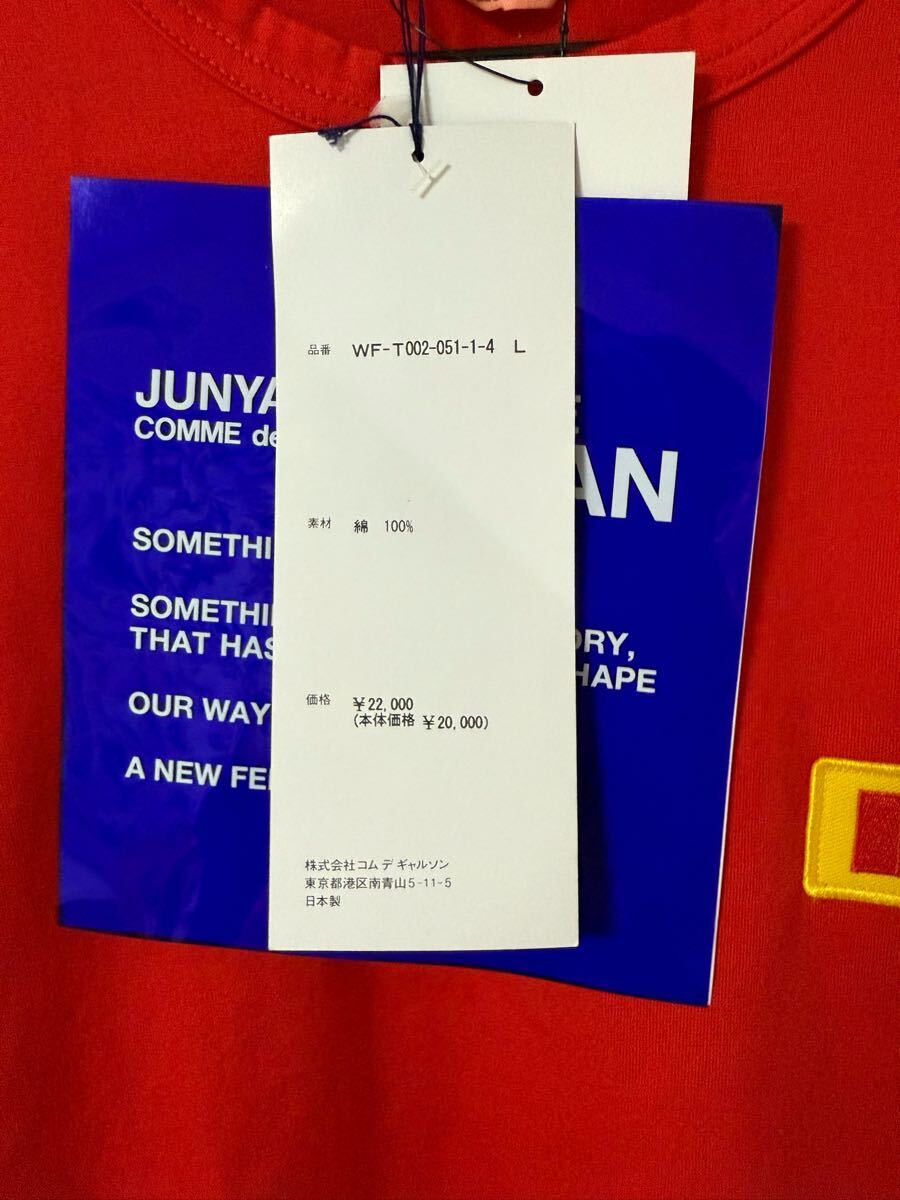 品番 WF-T002-051-1-4 L
素材 綿 100%
価格 ¥22,000
(本体価格 ¥20,000)
株式会社コム デ ギャルソン
東京都港区南青山5-11-5
日本製
JUNYA
COMME de
AN
SOMETHI
SOMETHI
THAT HAS
ORY,
HAPE
OUR WAY
A NEW FE